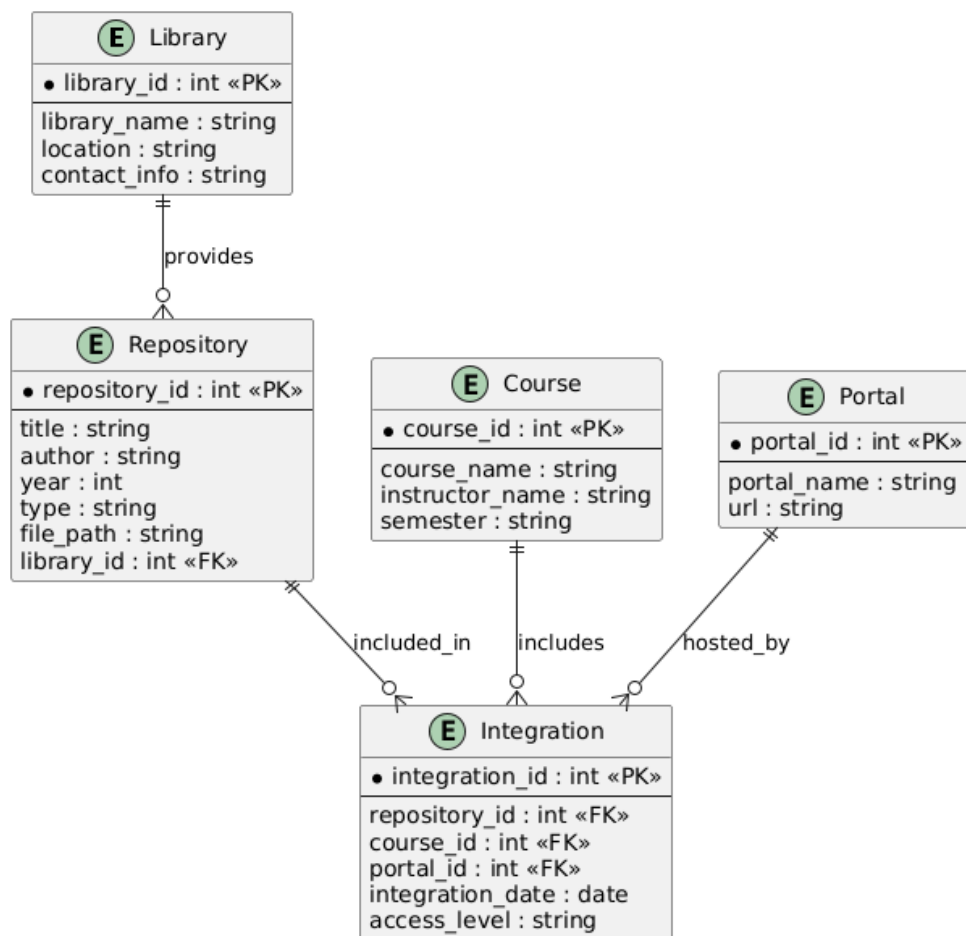 E Library
library_id : int «PK»
library_name : string
location : string
contact_info : string
provides
E Repository
repository_id : int «PK»
title : string
author : string
year : int
type : string
file_path : string
library_id : int «FK»
E Course
course_id : int «PK»
course_name : string
instructor_name : string
semester : string
E Portal
portal_id : int «PK»
portal_name : string
url : string
included_in
includes
hosted_by
E Integration
integration_id : int «PK»
repository_id : int «FK»
course_id : int «FK»
portal_id : int «FK»
integration_date : date
access_level : string